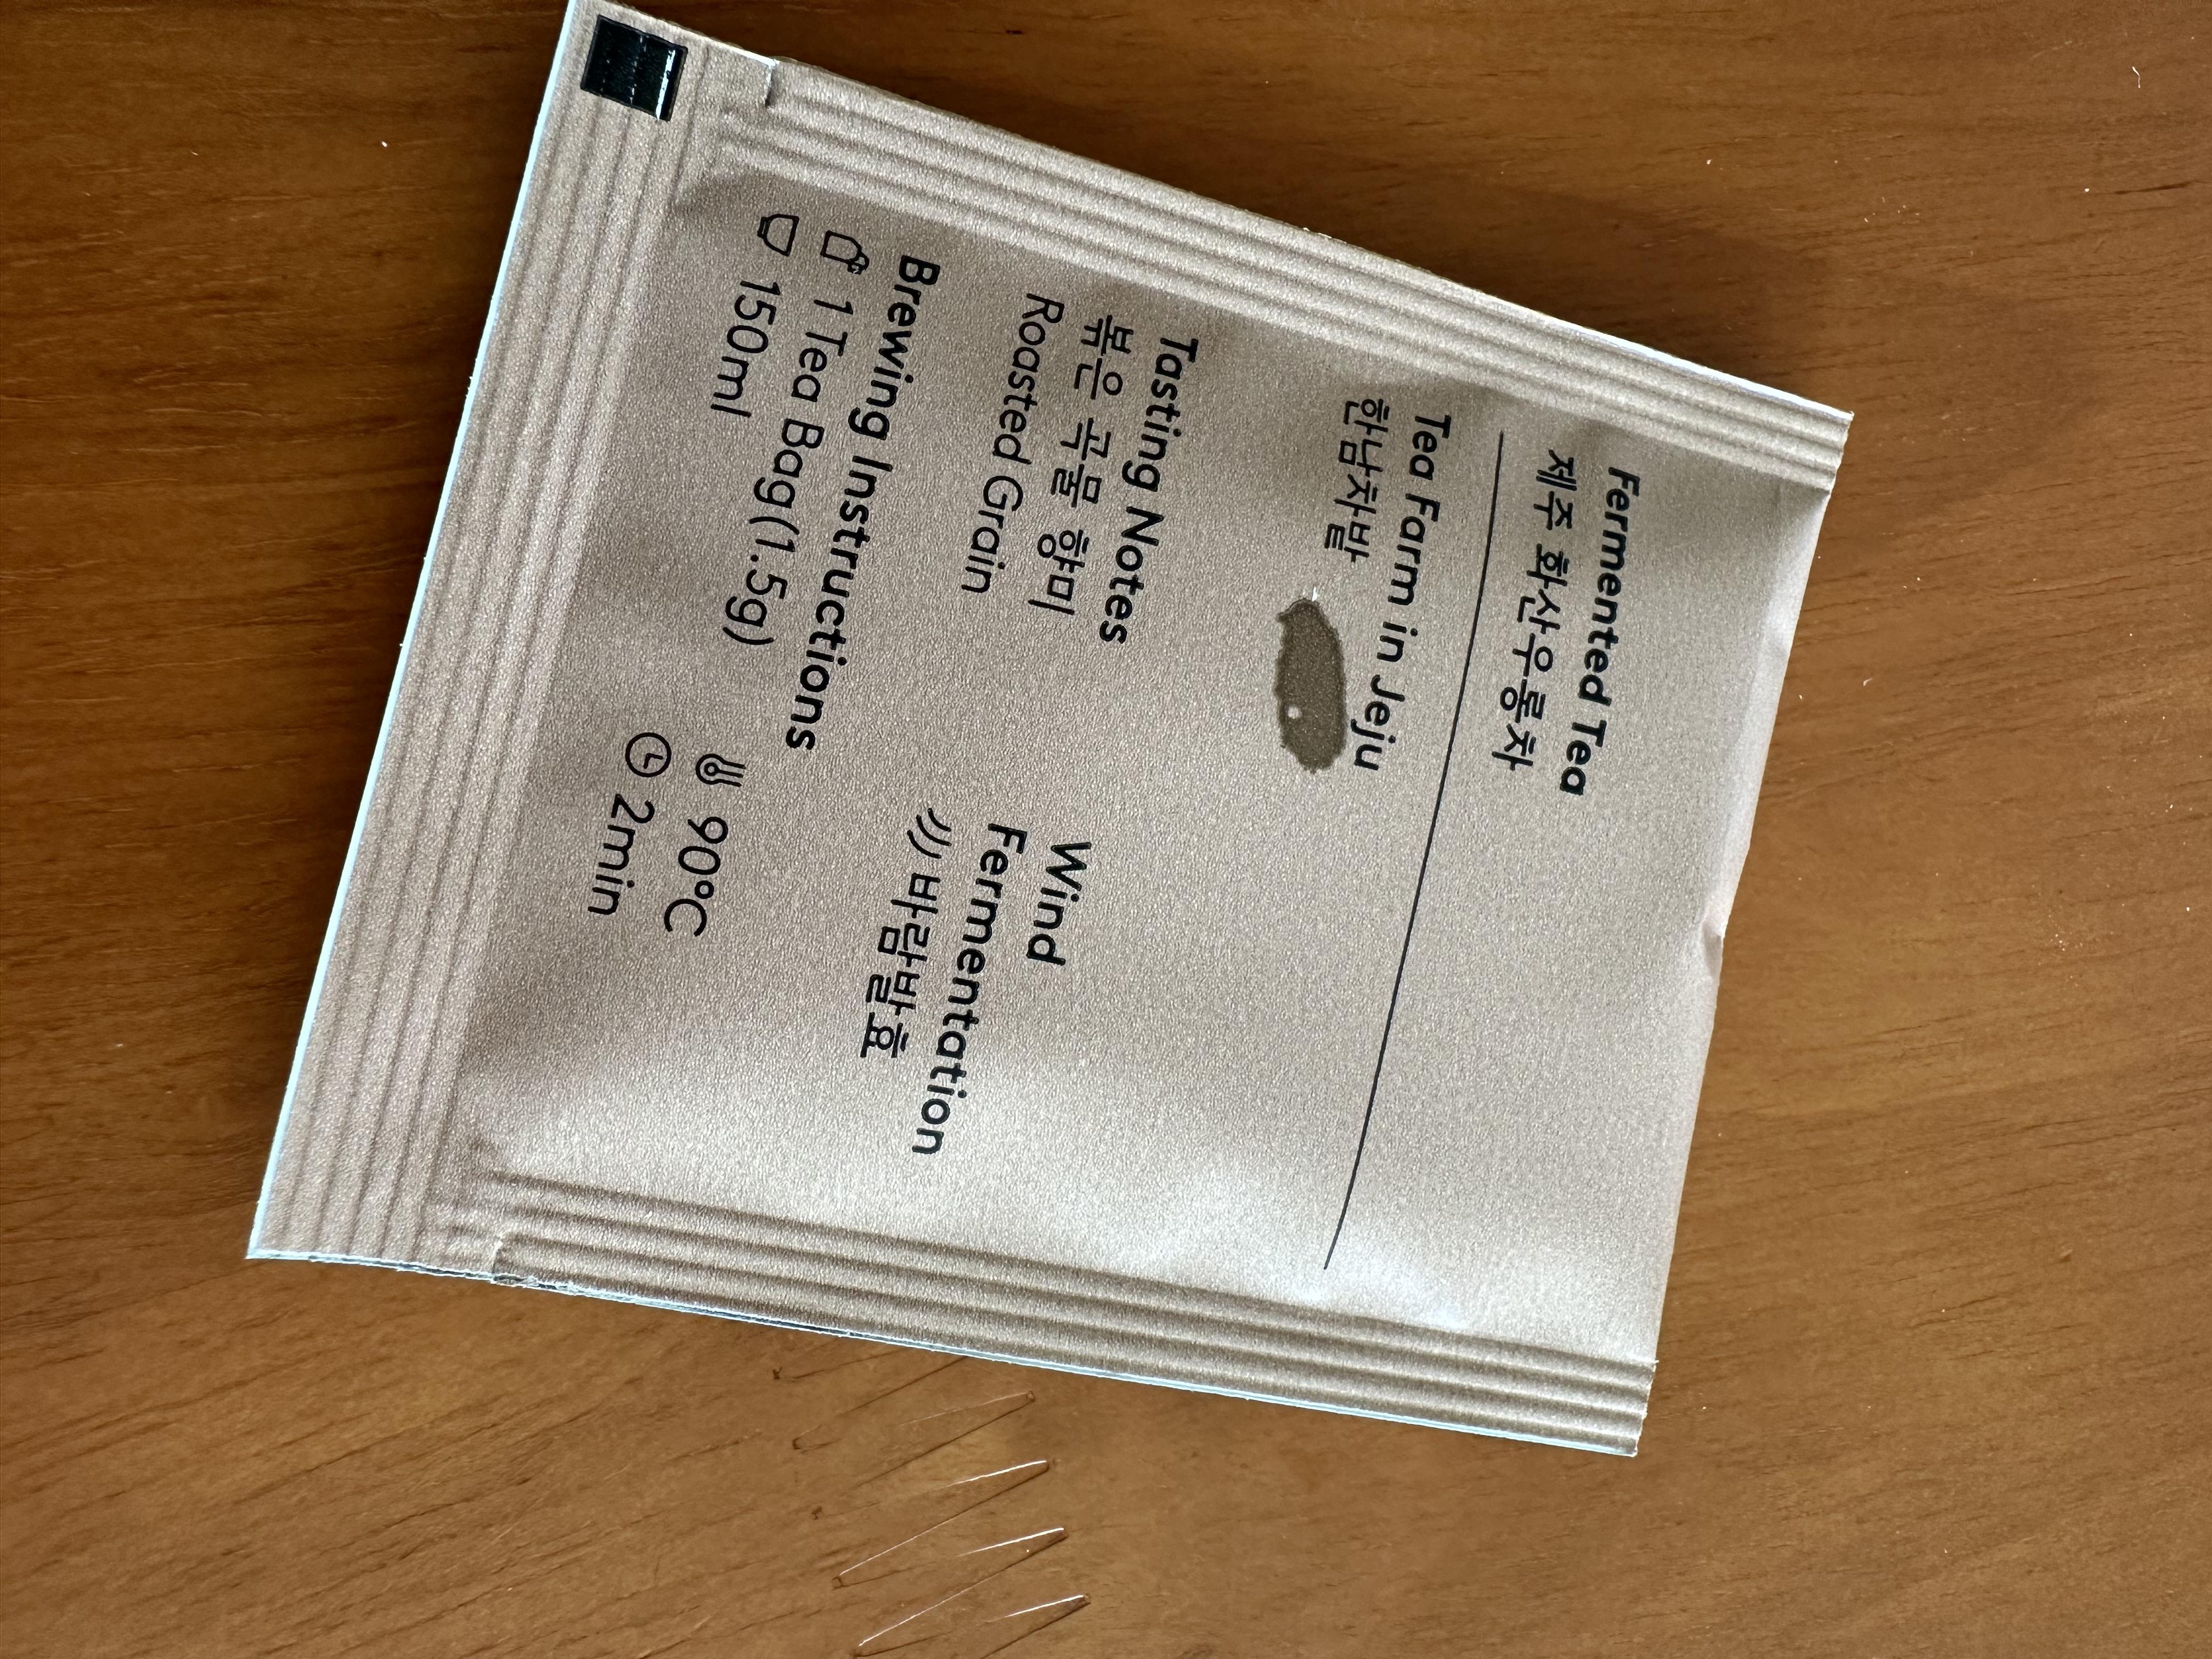 Fermented Tea
제주 화산우롱차
Tea Farm in Jeju
한남차밭
Tasting Notes
볶은 곡물 향미
Roasted Grain
Wind
Fermentation
바람발효
Brewing Instructions
1 Tea Bag(1.5g)
90°C
150ml
2min